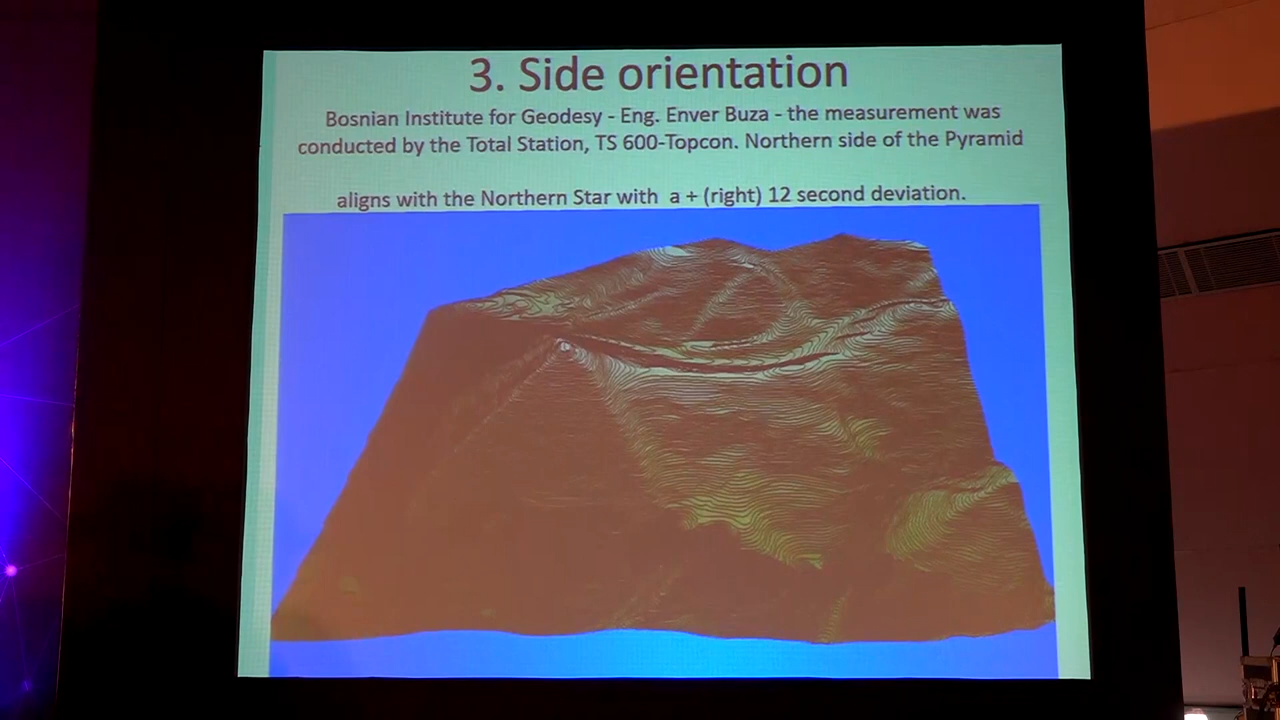 3. Side orientation
Bosnian Institute for Geodesy - Eng. Enver Buza - the measurement was
conducted by the Total Station, TS 600-Topcon. Northern side of the Pyramid
aligns with the Northern Star with a + (right) 12 second deviation.